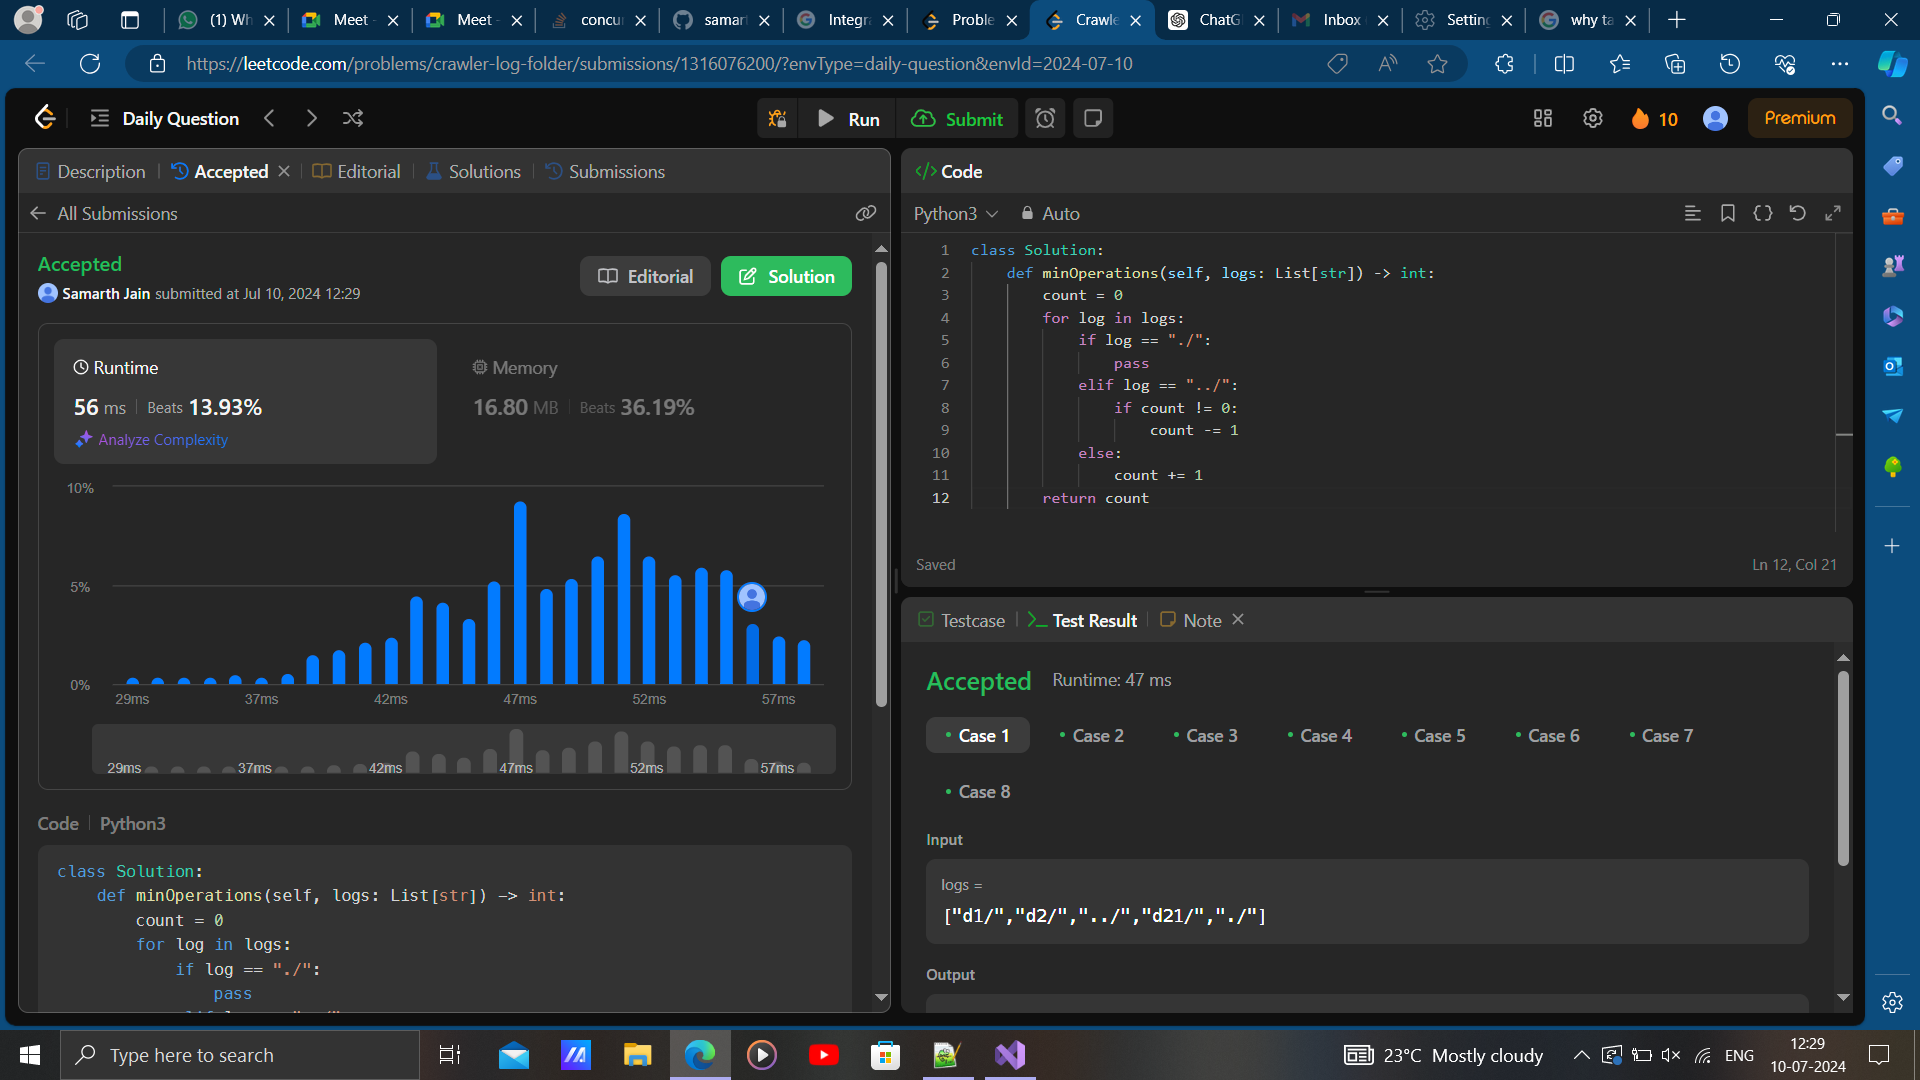 (1) Wh
Meet -
Meet -
concur
samart
Integra
Proble
Crawle
ChatG
Inbox
Setting
why ta
https://leetcode.com/problems/crawler-log-folder/submissions/1316076200/?envType=daily-question&envId=2024-07-10
Daily Question
Run
Submit
10
Premium
Description
Accepted
Editorial
Solutions
Submissions
All Submissions
Accepted
Samarth Jain submitted at Jul 10, 2024 12:29
Editorial
Solution
Runtime
56 ms
Beats 13.93%
Analyze Complexity
Memory
16.80 MB
Beats 36.19%
10%
5%
0%
29ms 37ms 42ms 47ms 52ms 57ms
29ms 37ms 42ms 47ms 52ms 57ms
Code | Python3
class Solution:
def minOperations(self, logs: List[str]) -> int:
count = 0
for log in logs:
if log == "./":
pass
</> Code
Python3
Auto
1 class Solution:
2 def minOperations(self, logs: List[str]) -> int:
3 count = 0
4 for log in logs:
5 if log == "./":
6 pass
7 elif log == "../":
8 if count != 0:
9 count -= 1
10 else:
11 count += 1
12 return count
Saved
Ln 12, Col 21
Testcase
Test Result
Note
Accepted
Runtime: 47 ms
Case 1
Case 2
Case 3
Case 4
Case 5
Case 6
Case 7
Case 8
Input
logs =
["d1/","d2/","../","d21/","./"]
Output
Type here to search
23°C Mostly cloudy
ENG
12:29
10-07-2024